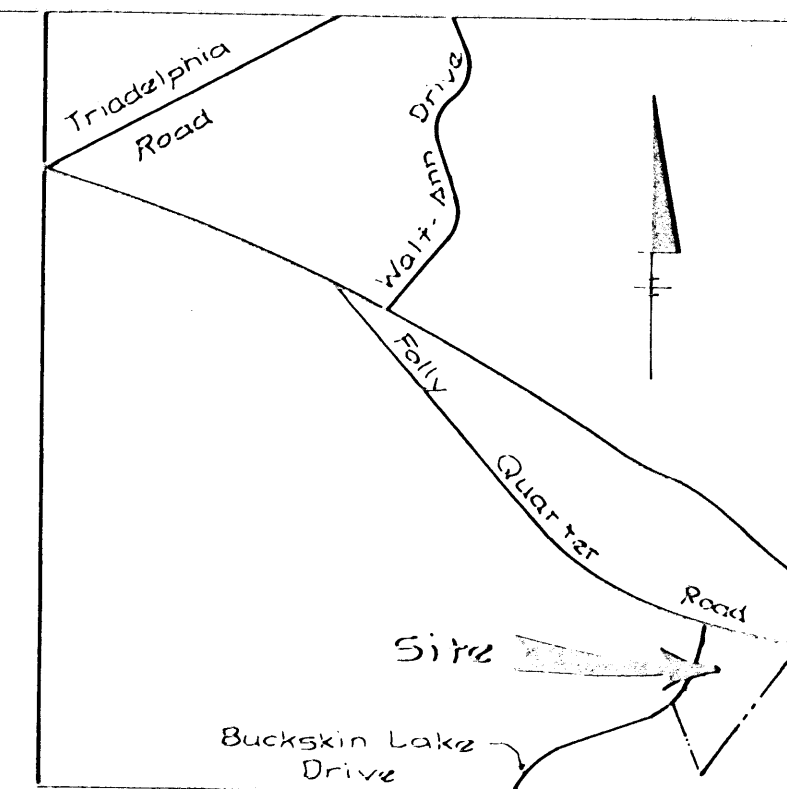 Triadelphia
Road
Walt-Ann Drive
Folly Quarter Road
Site
Buckskin Lake
Drive